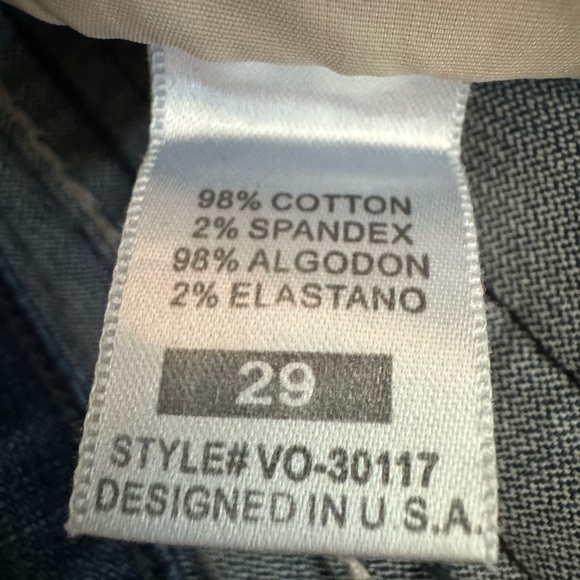 98% COTTON
2% SPANDEX
98% ALGODON
2% ELASTANO
29
STYLE# VO-30117
DESIGNED IN U S.A.